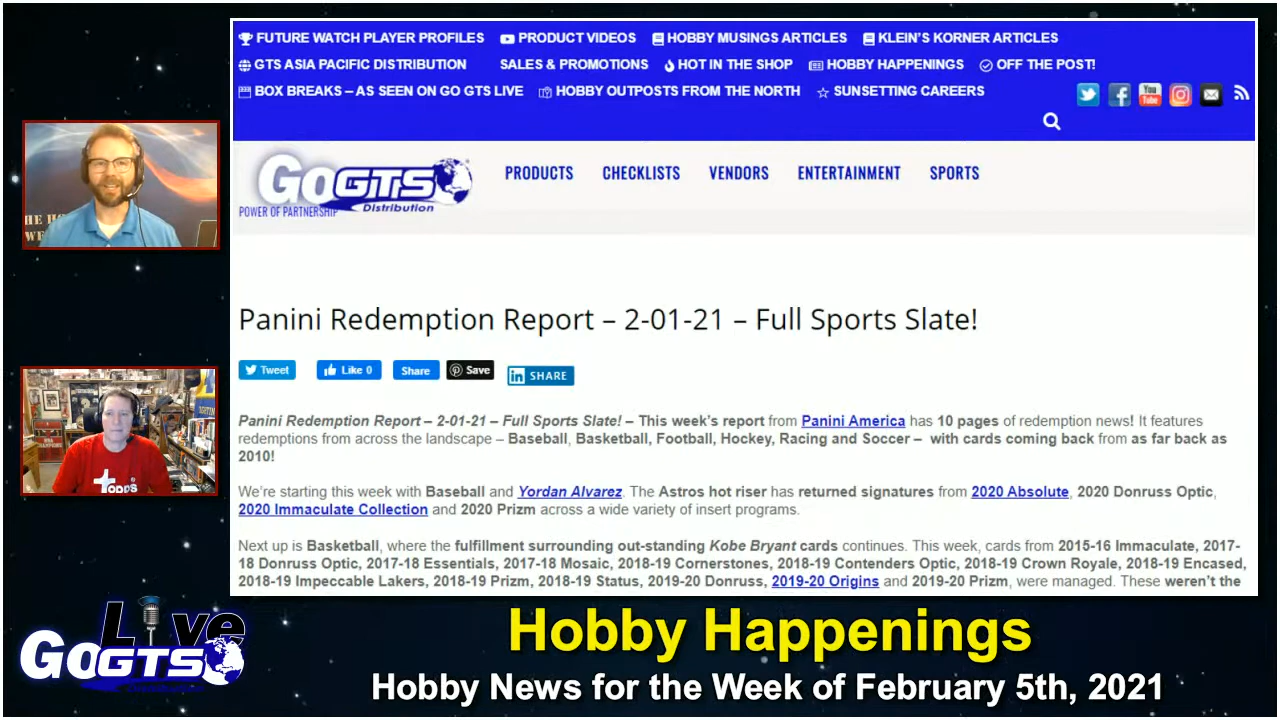 FUTURE WATCH PLAYER PROFILES PRODUCT VIDEOS HOBBY MUSINGS ARTICLES KLEIN'S KORNER ARTICLES
GTS ASIA PACIFIC DISTRIBUTION SALES & PROMOTIONS HOT IN THE SHOP HOBBY HAPPENINGS OFF THE POST!
BOX BREAKS – AS SEEN ON GO GTS LIVE HOBBY OUTPOSTS FROM THE NORTH SUNSETTING CAREERS
You Tube
GoGTS
Distribution
POWER OF PARTNERSHIP
PRODUCTS CHECKLISTS VENDORS ENTERTAINMENT SPORTS
Panini Redemption Report – 2-01-21 – Full Sports Slate!
Tweet Like 0 Share Save in SHARE
Panini Redemption Report – 2-01-21 – Full Sports Slate! – This week's report from Panini America has 10 pages of redemption news! It features
redemptions from across the landscape – Baseball, Basketball, Football, Hockey, Racing and Soccer – with cards coming back from as far back as
2010!
We're starting this week with Baseball and Yordan Alvarez. The Astros hot riser has returned signatures from 2020 Absolute, 2020 Donruss Optic,
2020 Immaculate Collection and 2020 Prizm across a wide variety of insert programs.
Next up is Basketball, where the fulfillment surrounding out-standing Kobe Bryant cards continues. This week, cards from 2015-16 Immaculate, 2017-
18 Donruss Optic, 2017-18 Essentials, 2017-18 Mosaic, 2018-19 Cornerstones, 2018-19 Contenders Optic, 2018-19 Crown Royale, 2018-19 Encased,
2018-19 Impeccable Lakers, 2018-19 Prizm, 2018-19 Status, 2019-20 Donruss, 2019-20 Origins and 2019-20 Prizm, were managed. These weren't the
TODD'S
Live
GoGTS
Hobby Happenings
Hobby News for the Week of February 5th, 2021